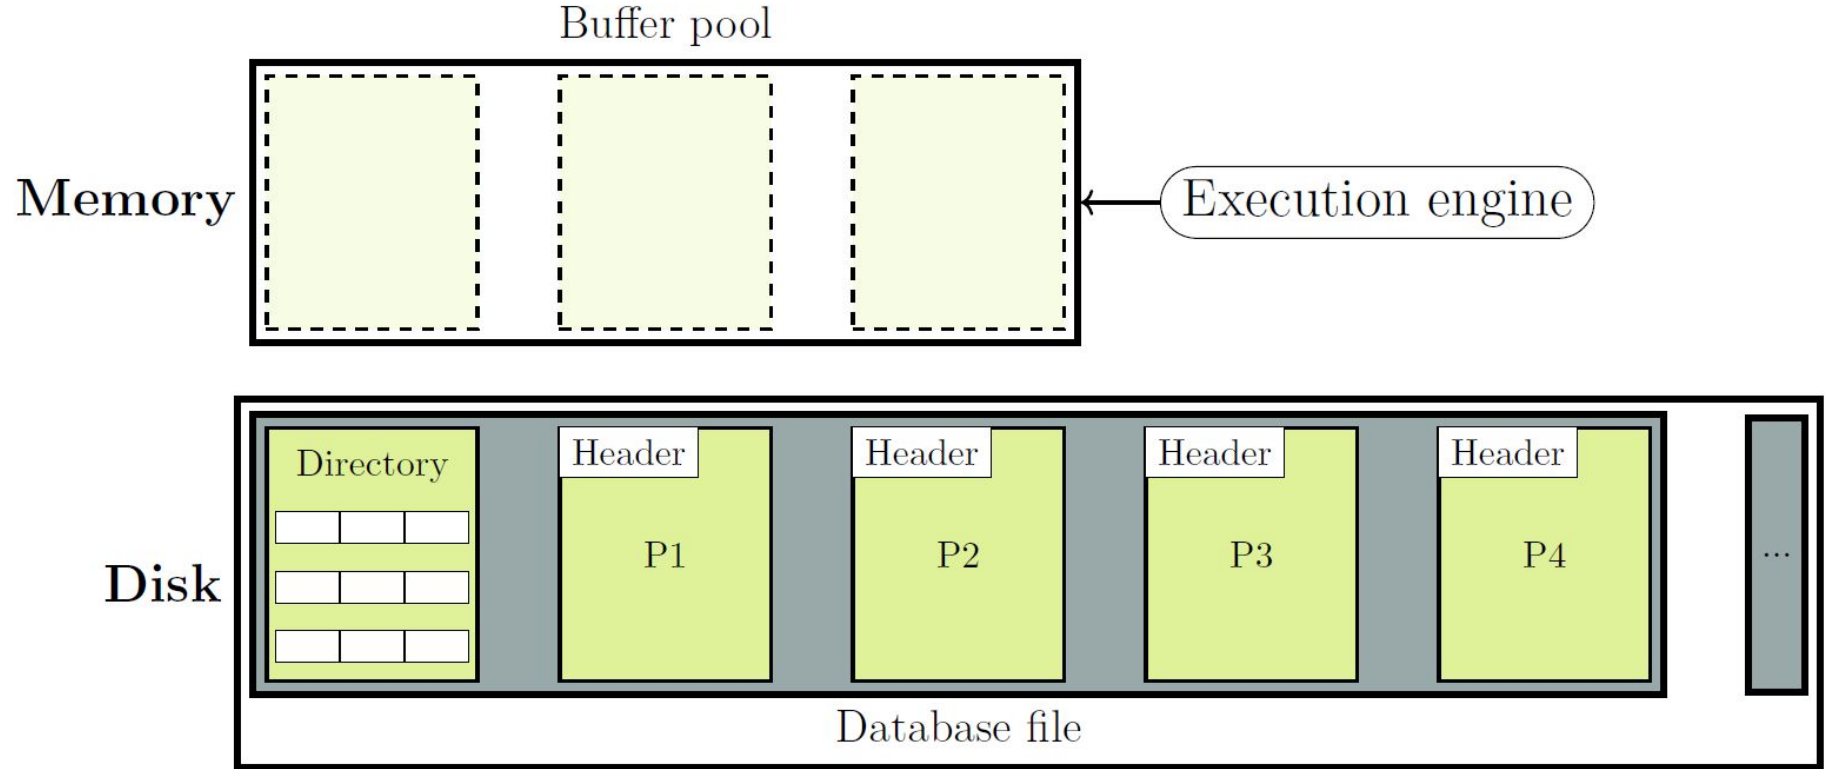 Buffer pool
Memory
Execution engine
Directory
Header
Header
Header
Header
P1
P2
P3
P4
...
Disk
Database file